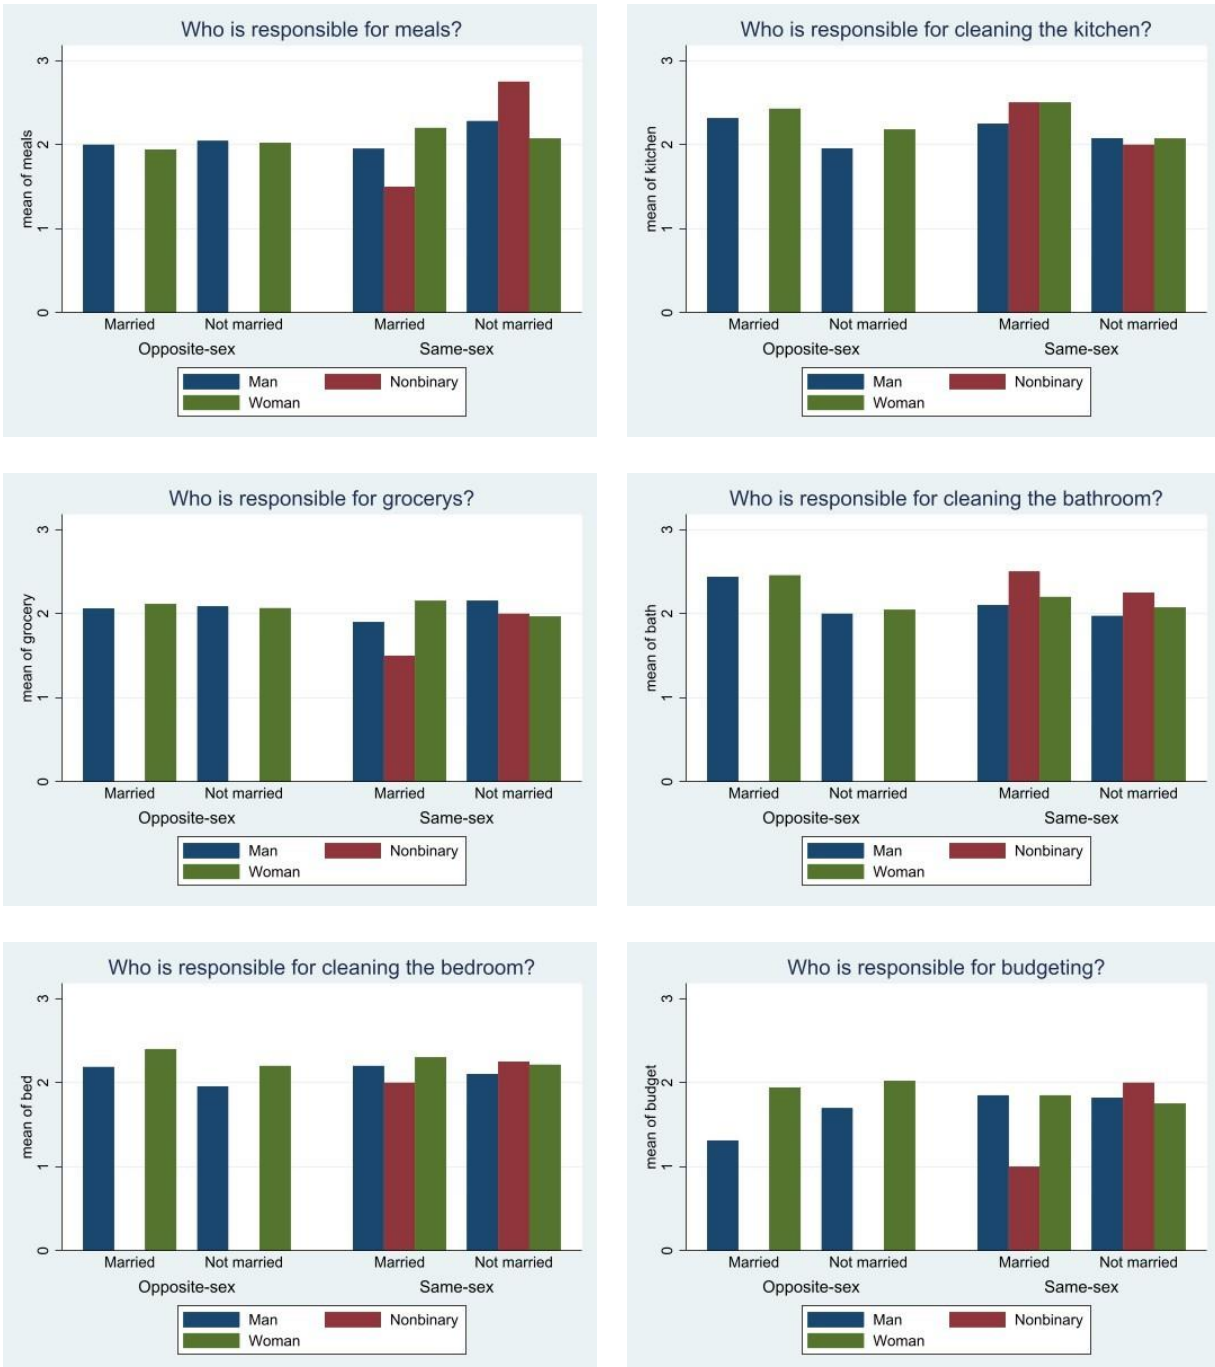 Who is responsible for meals?
mean of meals
3
2
1
0
Married Not married Married Not married
Opposite-sex Same-sex
Man Nonbinary
Woman
Who is responsible for cleaning the kitchen?
mean of kitchen
3
2
1
0
Married Not married Married Not married
Opposite-sex Same-sex
Man Nonbinary
Woman
Who is responsible for grocerys?
mean of grocery
3
2
1
0
Married Not married Married Not married
Opposite-sex Same-sex
Man Nonbinary
Woman
Who is responsible for cleaning the bathroom?
mean of bath
3
2
1
0
Married Not married Married Not married
Opposite-sex Same-sex
Man Nonbinary
Woman
Who is responsible for cleaning the bedroom?
mean of bed
3
2
1
0
Married Not married Married Not married
Opposite-sex Same-sex
Man Nonbinary
Woman
Who is responsible for budgeting?
mean of budget
3
2
1
0
Married Not married Married Not married
Opposite-sex Same-sex
Man Nonbinary
Woman